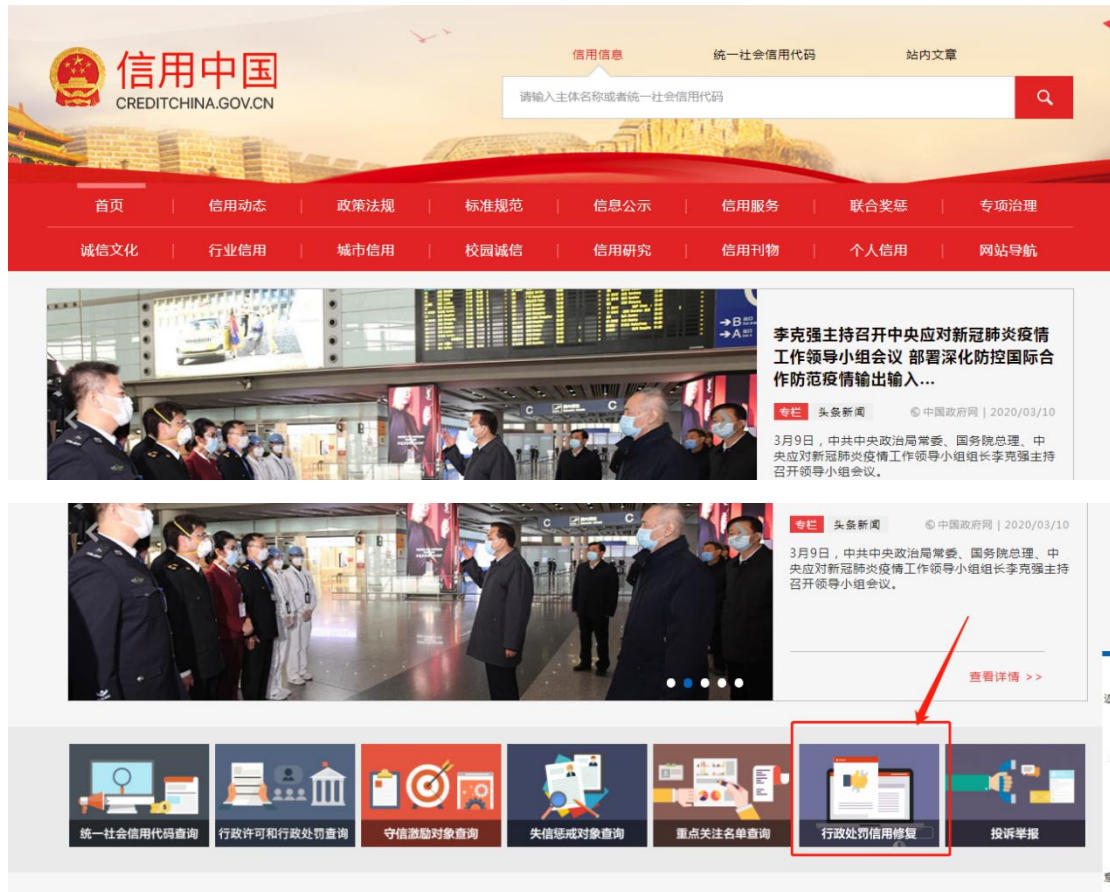 信用中国
CREDITCHINA.GOV.CN
信用信息 统一社会信用代码 站内文章
请输入主体名称或者统一社会信用代码
首页 信用动态 政策法规 标准规范 信息公示 信用服务 联合奖惩 专项治理
诚信文化 行业信用 城市信用 校园诚信 信用研究 信用刊物 个人信用 网站导航
李克强主持召开中央应对新冠肺炎疫情
工作领导小组会议 部署深化防控国际合
作防范疫情输出输入...
专栏 头条新闻 © 中国政府网 | 2020/03/10
3月9日，中共中央政治局常委、国务院总理、中
央应对新冠肺炎疫情工作领导小组组长李克强主持
召开领导小组会议。
B
A
C C
C C
专栏 头条新闻 © 中国政府网 | 2020/03/10
3月9日，中共中央政治局常委、国务院总理、中
央应对新冠肺炎疫情工作领导小组组长李克强主持
召开领导小组会议。
查看详情 >>
统一社会信用代码查询 行政许可和行政处罚查询 守信激励对象查询 失信惩戒对象查询 重点关注名单查询 行政处罚信用修复 投诉举报